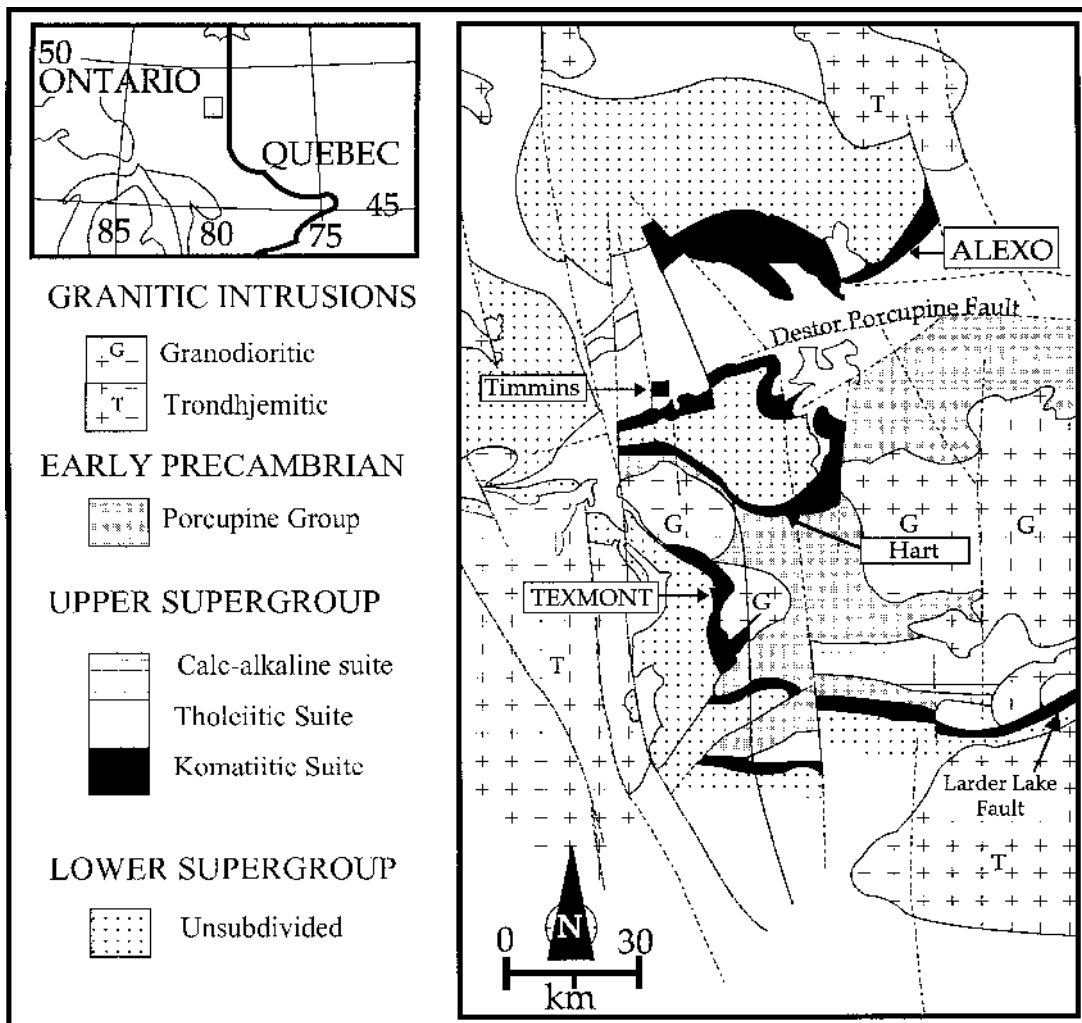 50
ONTARIO
QUEBEC
45
85
80
75
GRANITIC INTRUSIONS
G
Granodioritic
T
Trondhjemitic
EARLY PRECAMBRIAN
Porcupine Group
UPPER SUPERGROUP
Calc-alkaline suite
Tholeiitic Suite
Komatiitic Suite
LOWER SUPERGROUP
Unsubdivided
T
ALEXO
Destor Porcupine Fault
Timmins
G
G
G
Hart
TEXMONT
G
T
Larder Lake
Fault
T
N
0
30
km